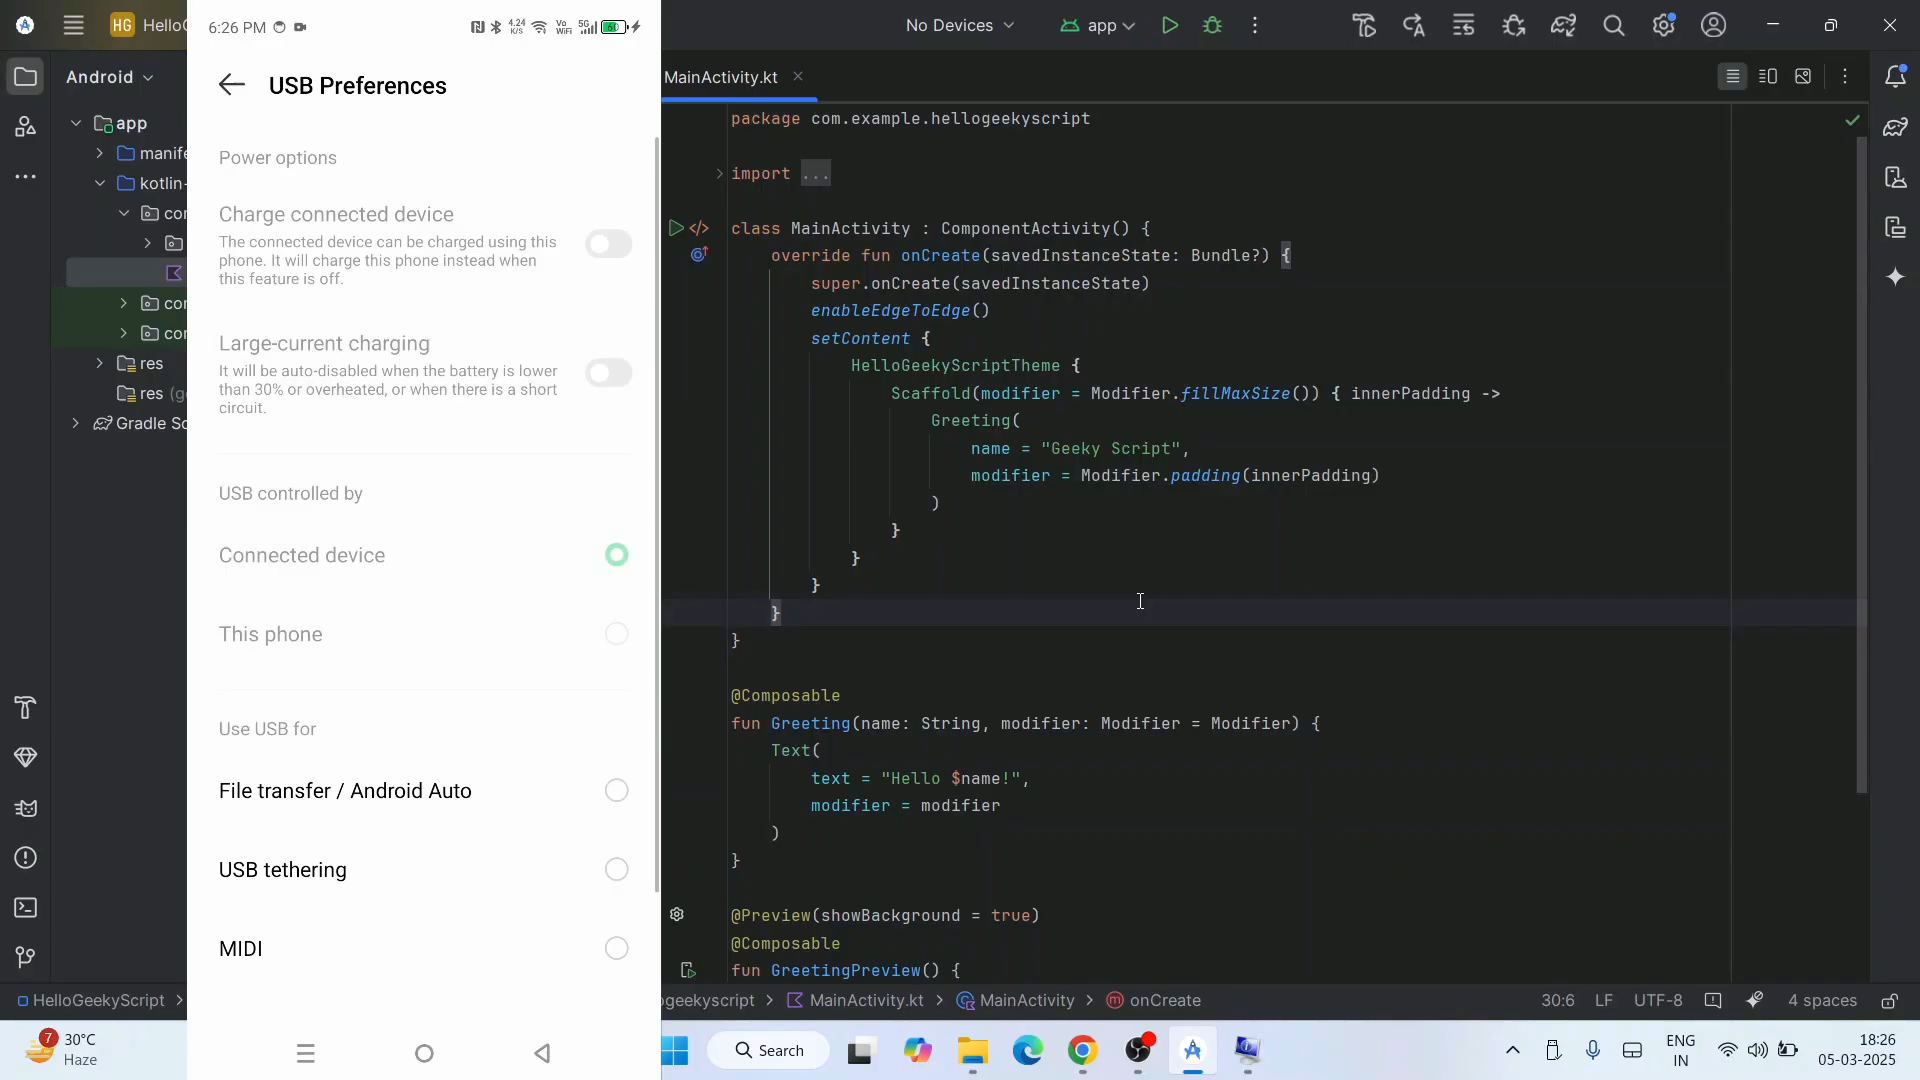 HG HelloG
No Devices
app
Android
app
manife
kotlin-
cor
cor
cor
res
res (g
Gradle Sc
6:26 PM
4.24
K/S
Vo
WiFi
5G
USB Preferences
Power options
Charge connected device
The connected device can be charged using this
phone. It will charge this phone instead when
this feature is off.
Large-current charging
It will be auto-disabled when the battery is lower
than 30% or overheated, or when there is a short
circuit.
USB controlled by
Connected device
This phone
Use USB for
File transfer / Android Auto
USB tethering
MIDI
MainActivity.kt
package com.example.hellogeekyscript
import ...
class MainActivity : ComponentActivity() {
override fun onCreate(savedInstanceState: Bundle?) {
super.onCreate(savedInstanceState)
enableEdgeToEdge()
setContent {
HelloGeekyScriptTheme {
Scaffold(modifier = Modifier.fillMaxSize()) { innerPadding ->
Greeting(
name = "Geeky Script",
modifier = Modifier.padding(innerPadding)
)
}
}
}
}
}
@Composable
fun Greeting(name: String, modifier: Modifier = Modifier) {
Text(
text = "Hello $name!",
modifier = modifier
)
}
@Preview(showBackground = true)
@Composable
fun GreetingPreview() {
HelloGeekyScript
ogeekyscript > MainActivity.kt > MainActivity > onCreate
30:6 LF UTF-8 4 spaces
7
30°C
Haze
Search
ENG
IN
18:26
05-03-2025